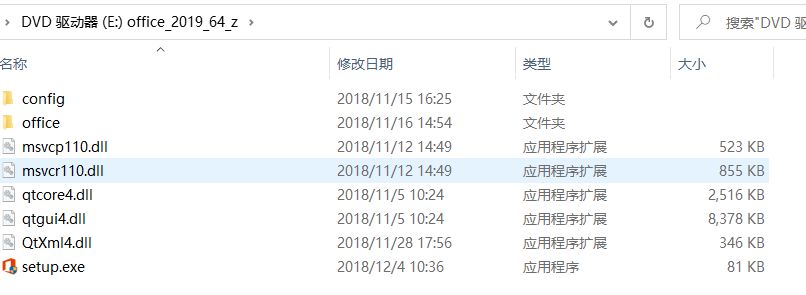 DVD 驱动器 (E:) office_2019_64_z
搜索"DVD 驱
名称 修改日期 类型 大小
config 2018/11/15 16:25 文件夹
office 2018/11/16 14:54 文件夹
msvcp110.dll 2018/11/12 14:49 应用程序扩展 523 KB
msvcr110.dll 2018/11/12 14:49 应用程序扩展 855 KB
qtcore4.dll 2018/11/5 10:24 应用程序扩展 2,516 KB
qtgui4.dll 2018/11/5 10:24 应用程序扩展 8,378 KB
QtXml4.dll 2018/11/28 17:56 应用程序扩展 346 KB
setup.exe 2018/12/4 10:36 应用程序 81 KB